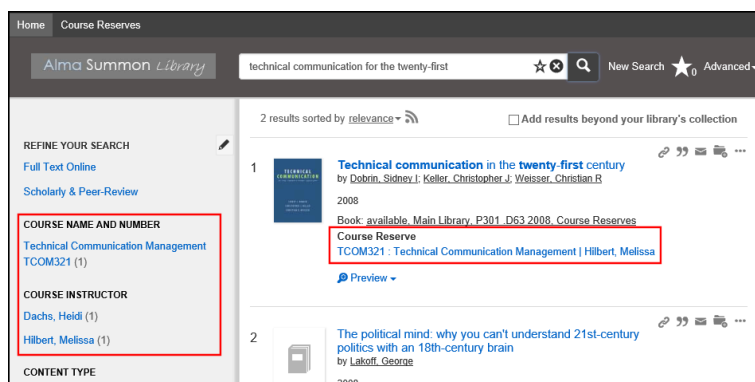 Home Course Reserves
Alma Summon Library
technical communication for the twenty-first
New Search 0 Advanced
2 results sorted by relevance
Add results beyond your library's collection
REFINE YOUR SEARCH
Full Text Online
Scholarly & Peer-Review
COURSE NAME AND NUMBER
Technical Communication Management
TCOM321 (1)
COURSE INSTRUCTOR
Dachs, Heidi (1)
Hilbert, Melissa (1)
CONTENT TYPE
1
TECHNICAL
COMMUNICATION
Technical communication in the twenty-first century
by Dobrin, Sidney I; Keller, Christopher J; Weisser, Christian R
2008
Book: available, Main Library, P301 .D63 2008, Course Reserves
Course Reserve
TCOM321 : Technical Communication Management | Hilbert, Melissa
Preview
2
The political mind: why you can't understand 21st-century
politics with an 18th-century brain
by Lakoff, George